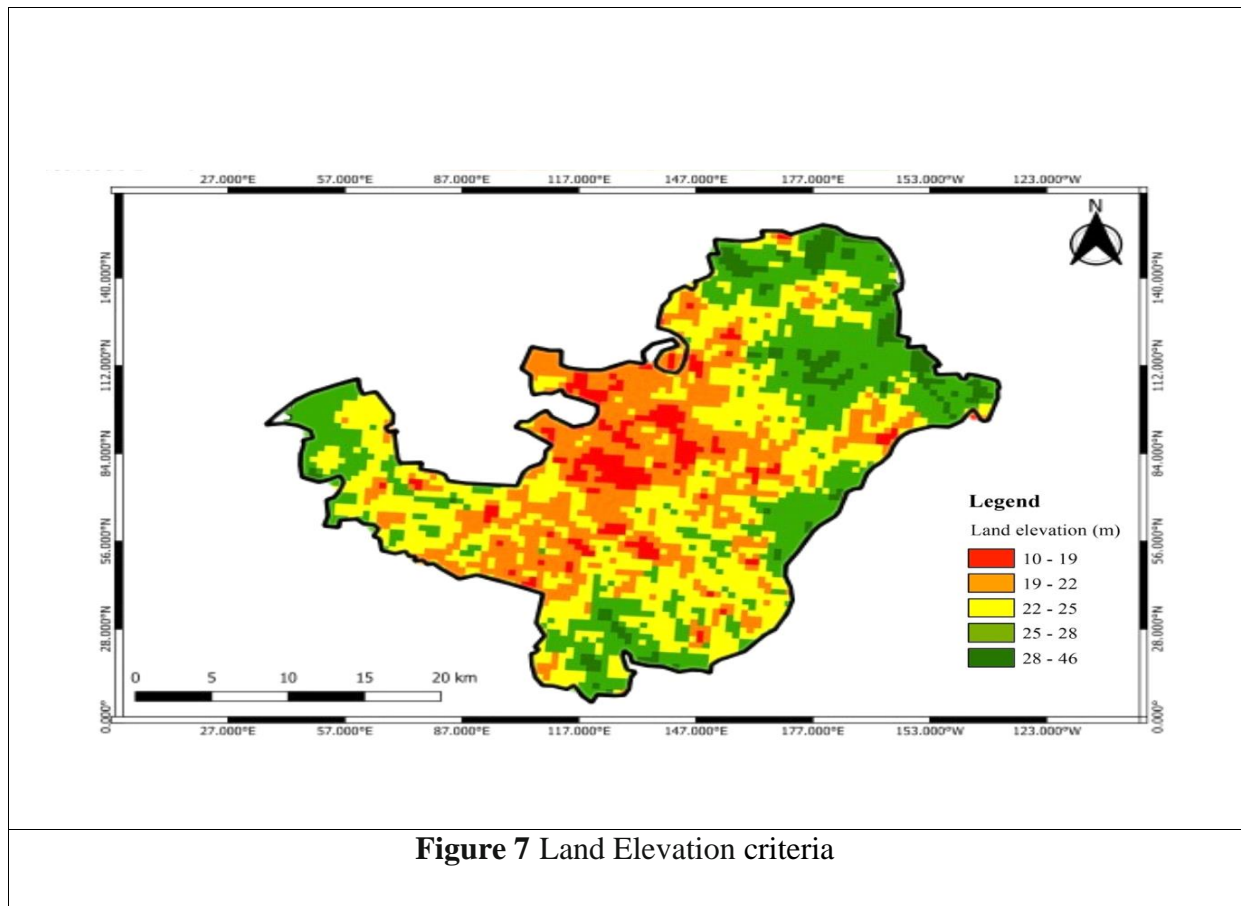 27.000°E 57.000°E 87.000°E 117.000°E 147.000°E 177.000°E 153.000°W 123.000°W
N
140.000°N 140.000°N
112.000°N 112.000°N
84.000°N 84.000°N
Legend
Land elevation (m)
56.000°N 56.000°N
10 - 19
19 - 22
22 - 25
25 - 28
28 - 46
28.000°N 28.000°N
0 5 10 15 20 km
0.000° 0.000°
27.000°E 57.000°E 87.000°E 117.000°E 147.000°E 177.000°E 153.000°W 123.000°W
Figure 7 Land Elevation criteria